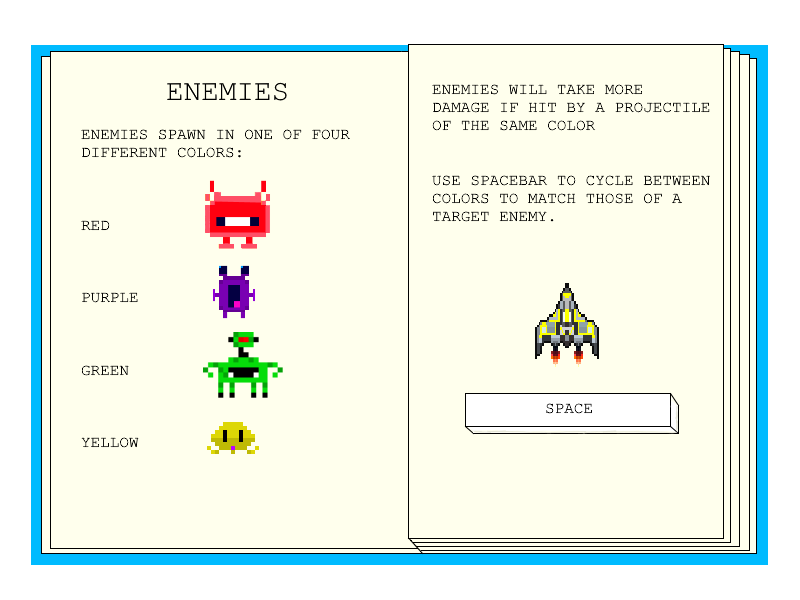 ENEMIES
ENEMIES SPAWN IN ONE OF FOUR
DIFFERENT COLORS:
RED
PURPLE
GREEN
YELLOW
ENEMIES WILL TAKE MORE
DAMAGE IF HIT BY A PROJECTILE
OF THE SAME COLOR
USE SPACEBAR TO CYCLE BETWEEN
COLORS TO MATCH THOSE OF A
TARGET ENEMY.
SPACE